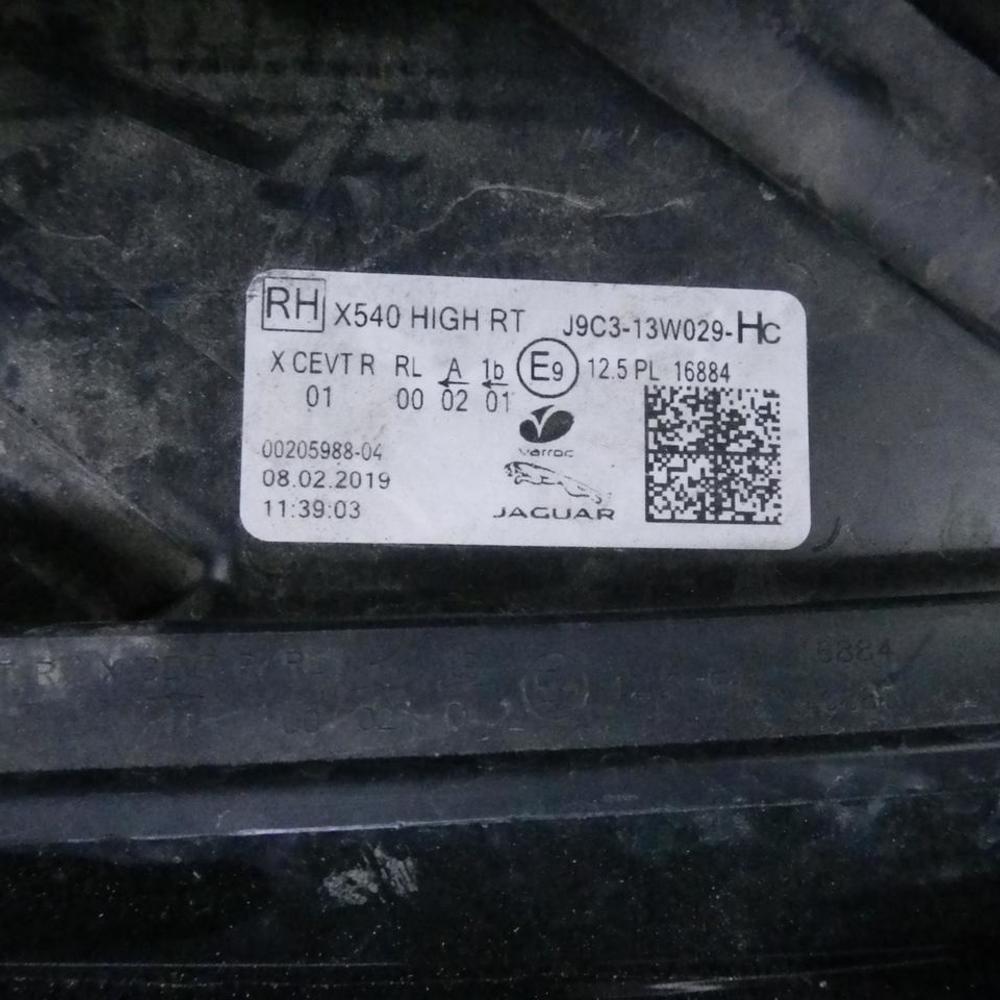 RH X540 HIGH RT J9C3-13W029-HC
X CEVT R RL A 1b E9 12.5 PL 16884
01 00 02 01
varroc
00205988-04
08.02.2019
11:39:03
JAGUAR